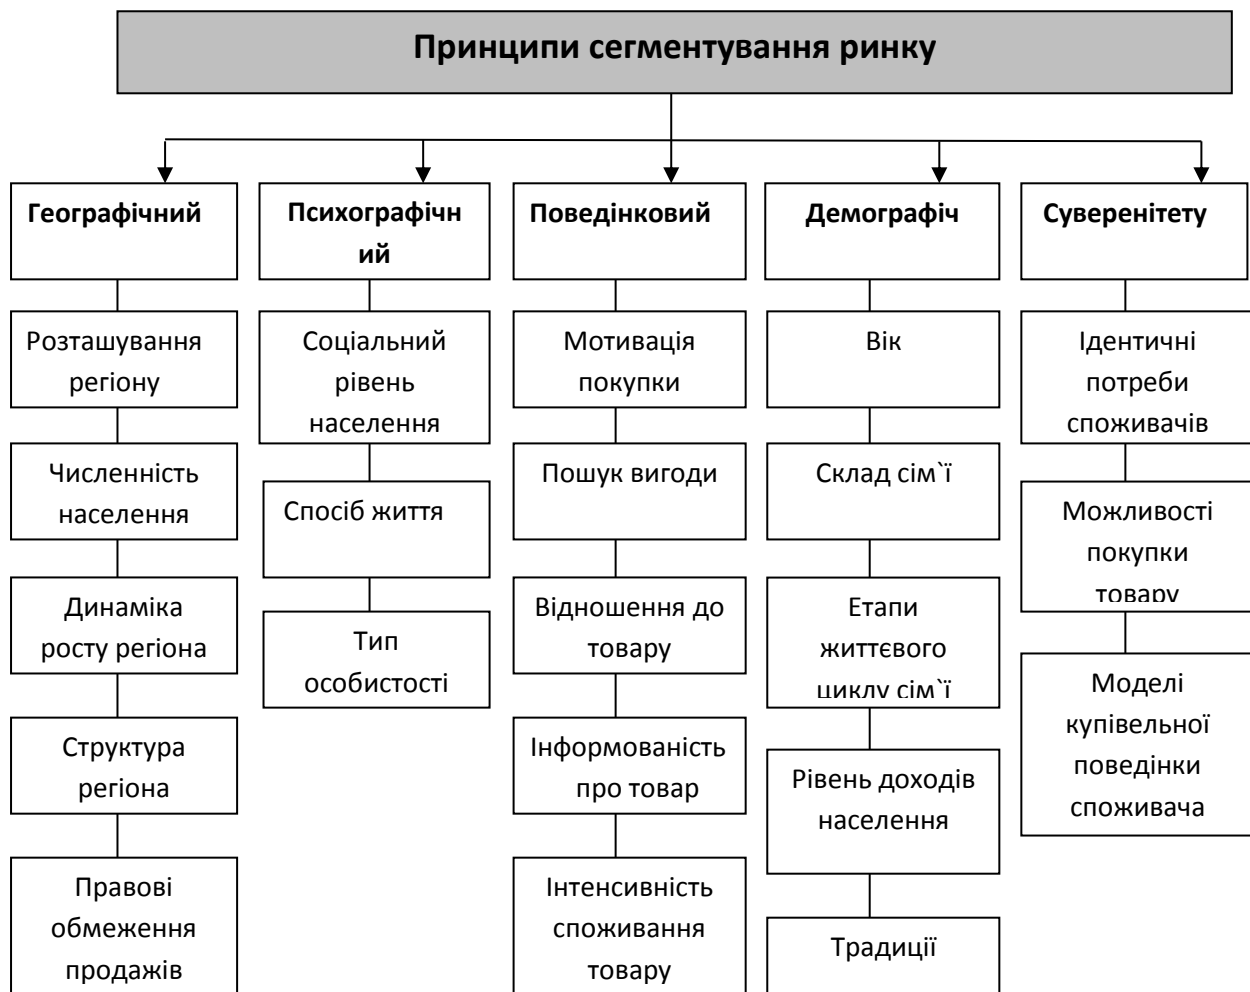 Принципи сегментування ринку
Географічний
Розташування
регіону
Численність
населення
Динаміка
росту регіона
Структура
регіона
Правові
обмеження
продажів
Психографічн
ий
Соціальний
рівень
населення
Спосіб життя
Тип
особистості
Поведінковий
Мотивація
покупки
Пошук вигоди
Відношення до
товару
Інформованість
про товар
Інтенсивність
споживання
товару
Демографіч
Вік
Склад сім`ї
Етапи
життєвого
циклу сім`ї
Рівень доходів
населення
Традиції
Суверенітету
Ідентичні
потреби
споживачів
Можливості
покупки
товару
Моделі
купівельної
поведінки
споживача